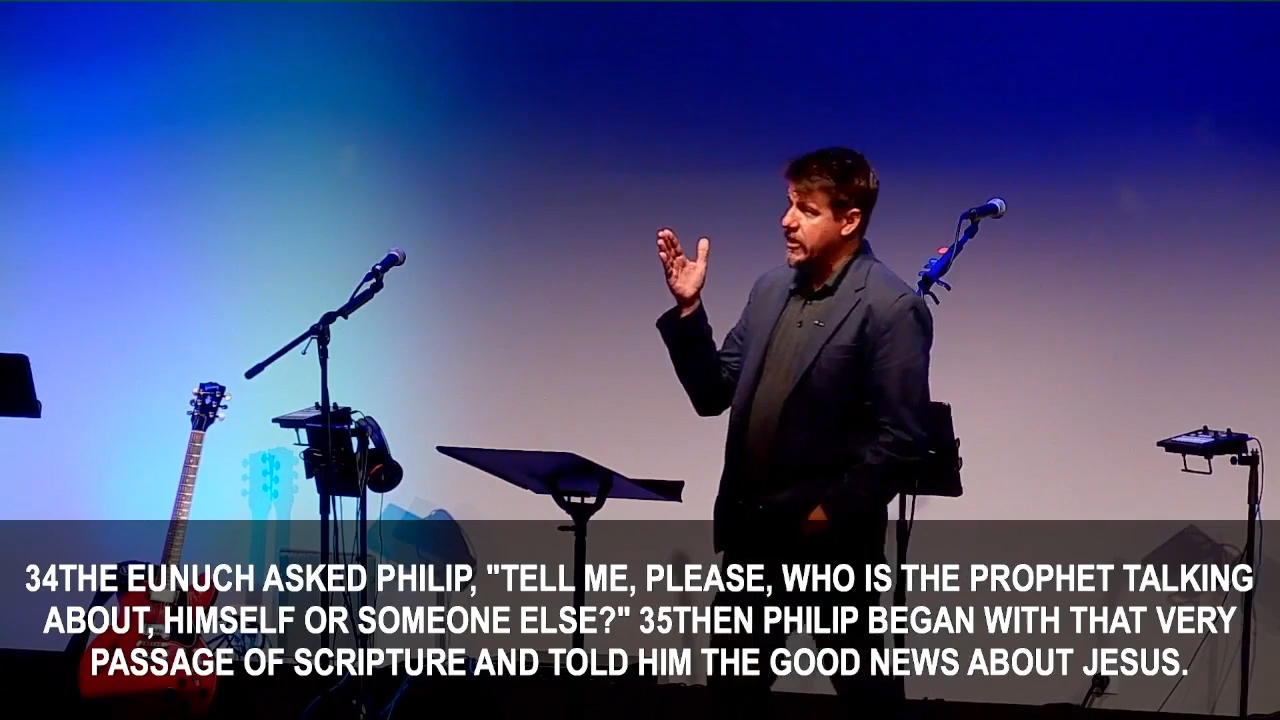 34THE EUNUCH ASKED PHILIP, "TELL ME, PLEASE, WHO IS THE PROPHET TALKING
ABOUT, HIMSELF OR SOMEONE ELSE?" 35THEN PHILIP BEGAN WITH THAT VERY
PASSAGE OF SCRIPTURE AND TOLD HIM THE GOOD NEWS ABOUT JESUS.